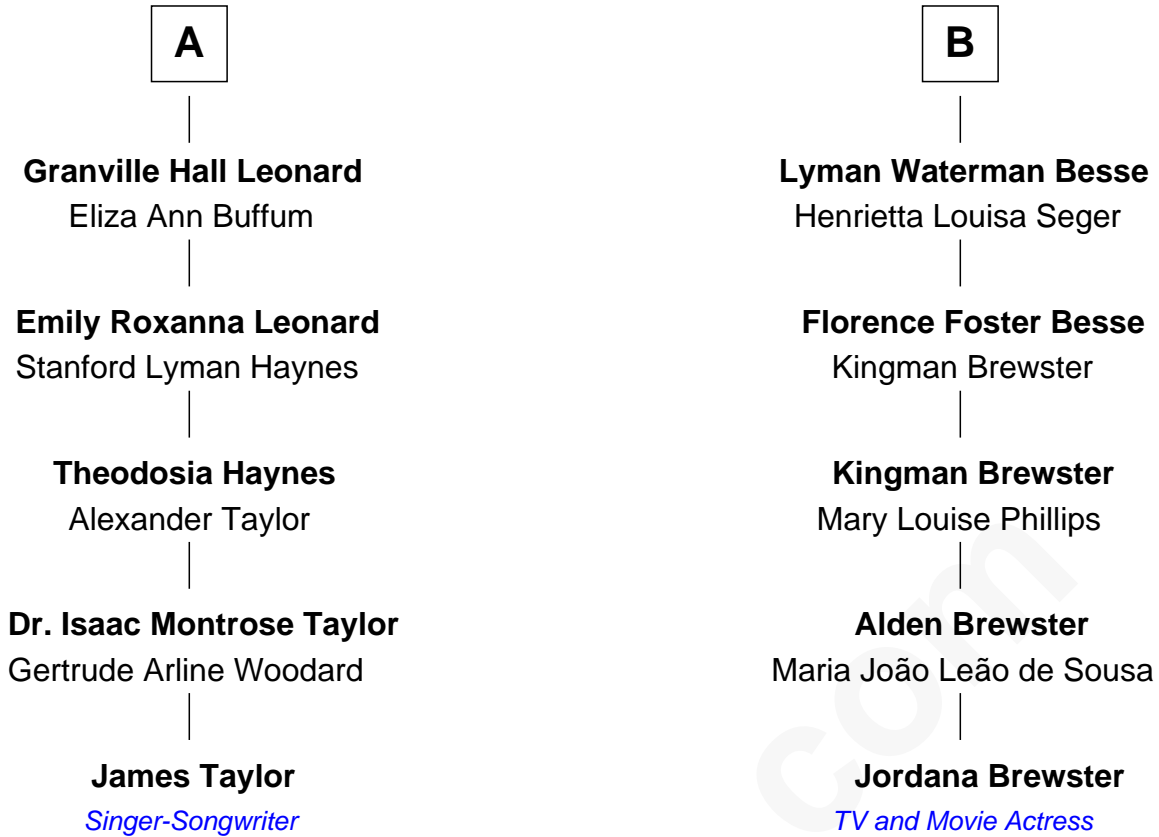 A
B
Granville Hall Leonard
Eliza Ann Buffum
Lyman Waterman Besse
Henrietta Louisa Seger
Emily Roxanna Leonard
Stanford Lyman Haynes
Florence Foster Besse
Kingman Brewster
Theodosia Haynes
Alexander Taylor
Kingman Brewster
Mary Louise Phillips
Dr. Isaac Montrose Taylor
Gertrude Arline Woodard
Alden Brewster
Maria João Leão de Sousa
James Taylor
Singer-Songwriter
Jordana Brewster
TV and Movie Actress
com